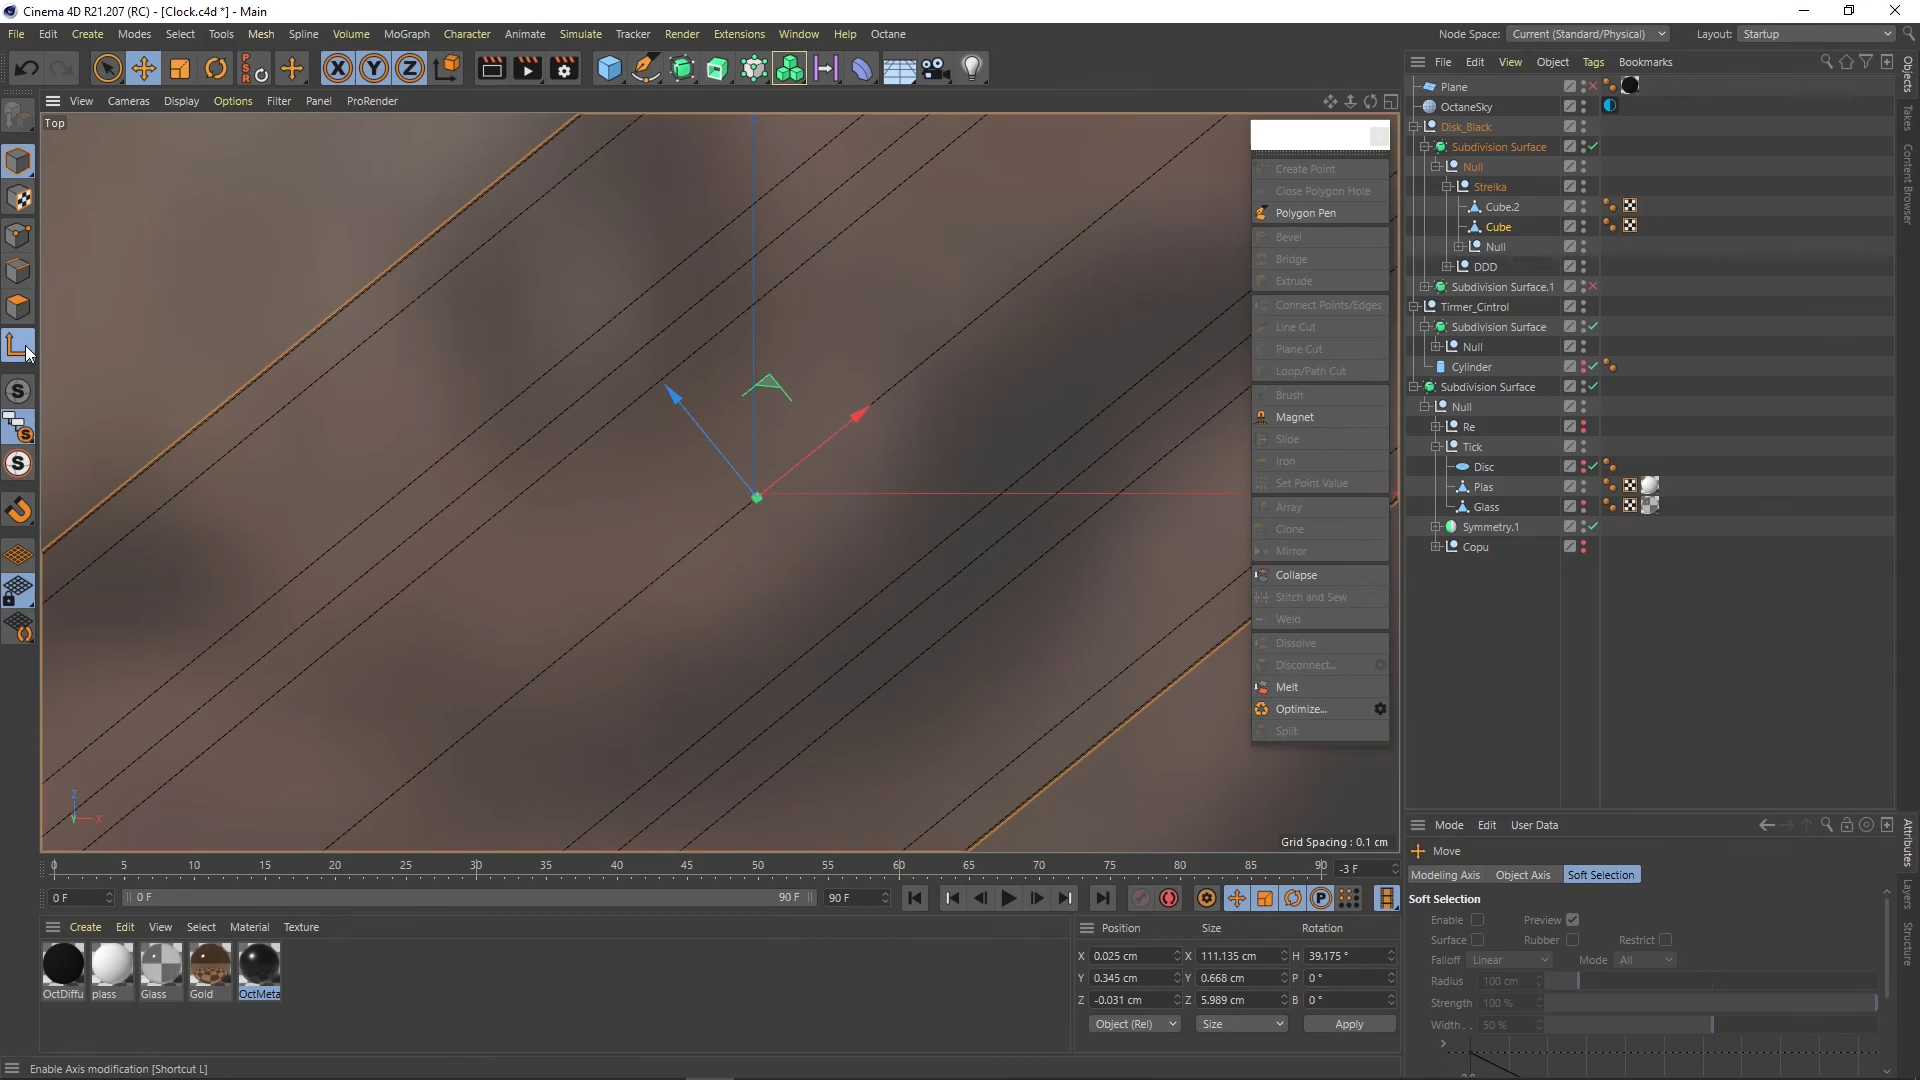 Cinema 4D R21.207 (RC) - [Clock.c4d *] - Main
File Edit Create Modes Select Tools Mesh Spline Volume MoGraph Character Animate Simulate Tracker Render Extensions Window Help Octane
Node Space: Current (Standard/Physical) Layout: Startup
PSR
X Y Z
File Edit View Object Tags Bookmarks
View Cameras Display Options Filter Panel ProRender
Top
Create Point
Close Polygon Hole
Polygon Pen
Bevel
Bridge
Extrude
Connect Points/Edges
Line Cut
Plane Cut
Loop/Path Cut
Brush
Magnet
Slide
Iron
Set Point Value
Array
Clone
Mirror
Collapse
Stitch and Sew
Weld
Dissolve
Disconnect...
Melt
Optimize...
Split
Z
Y X
Grid Spacing : 0.1 cm
Plane
OctaneSky
Disk_Black
Subdivision Surface
Null
Strelka
Cube.2
Cube
Null
DDD
Subdivision Surface.1
Tirmer_Cintrol
Subdivision Surface
Null
Cylinder
Subdivision Surface
Null
Re
Tick
Disc
Plas
Glass
Symmetry.1
Copu
Objects
Takes
Content Browser
Attributes
Layers
Structure
0 5 10 15 20 25 30 35 40 45 50 55 60 65 70 75 80 85 90 -3 F
0 F 0 F 90 F 90 F
Create Edit View Select Material Texture
OctDiffu plass Glass Gold OctMeta
Position Size Rotation
X 0.025 cm X 111.135 cm H 39.175 °
Y 0.345 cm Y 0.668 cm P 0 °
Z -0.031 cm Z 5.989 cm B 0 °
Object (Rel) Size Apply
Mode Edit User Data
Move
Modeling Axis Object Axis Soft Selection
Soft Selection
Enable Preview
Surface Rubber Restrict
Falloff Linear Mode All
Radius 100 cm
Strength 100 %
Width . . 50 %
Enable Axis modification [Shortcut L]